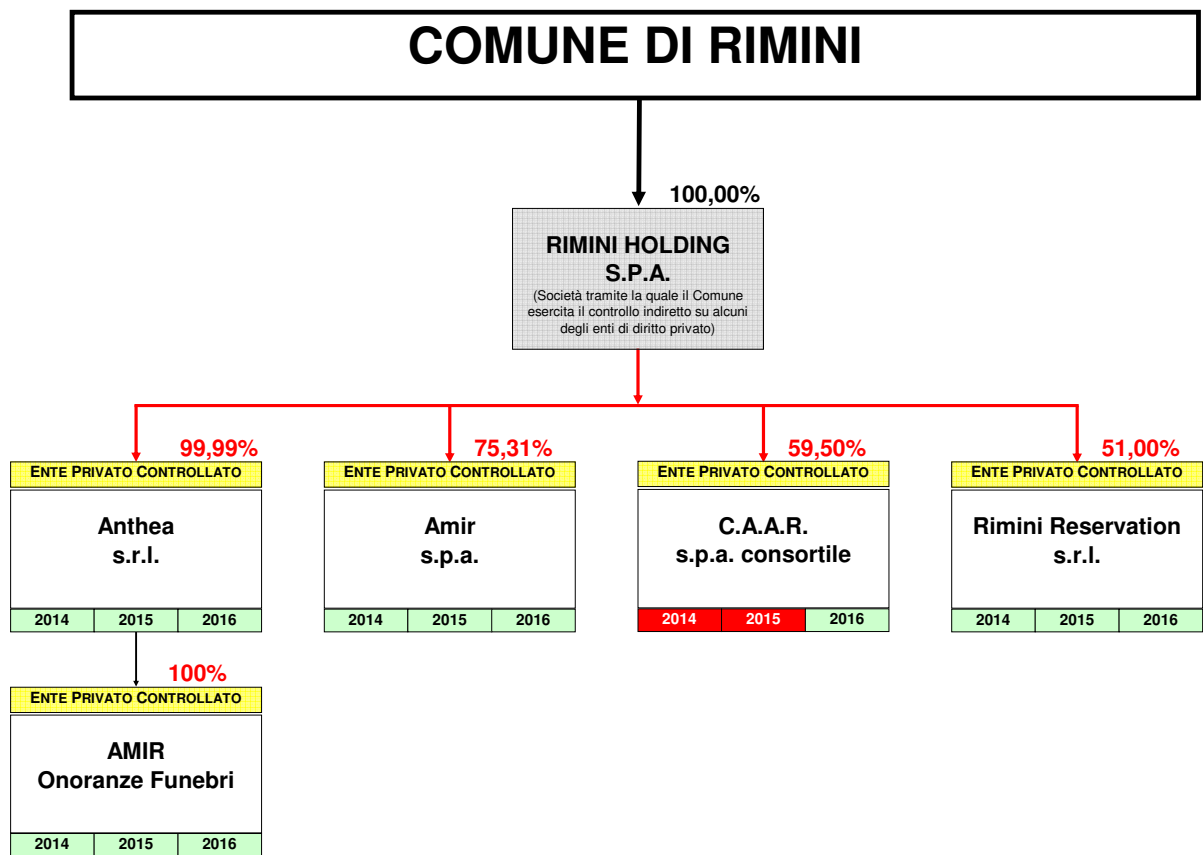 COMUNE DI RIMINI
100,00%
RIMINI HOLDING
S.P.A.
(Società tramite la quale il Comune
esercita il controllo indiretto su alcuni
degli enti di diritto privato)
99,99%
ENTE PRIVATO CONTROLLATO
Anthea
s.r.l.
2014 2015 2016
75,31%
ENTE PRIVATO CONTROLLATO
Amir
s.p.a.
2014 2015 2016
59,50%
ENTE PRIVATO CONTROLLATO
C.A.A.R.
s.p.a. consortile
2014 2015 2016
51,00%
ENTE PRIVATO CONTROLLATO
Rimini Reservation
s.r.l.
2014 2015 2016
100%
ENTE PRIVATO CONTROLLATO
AMIR
Onoranze Funebri
2014 2015 2016